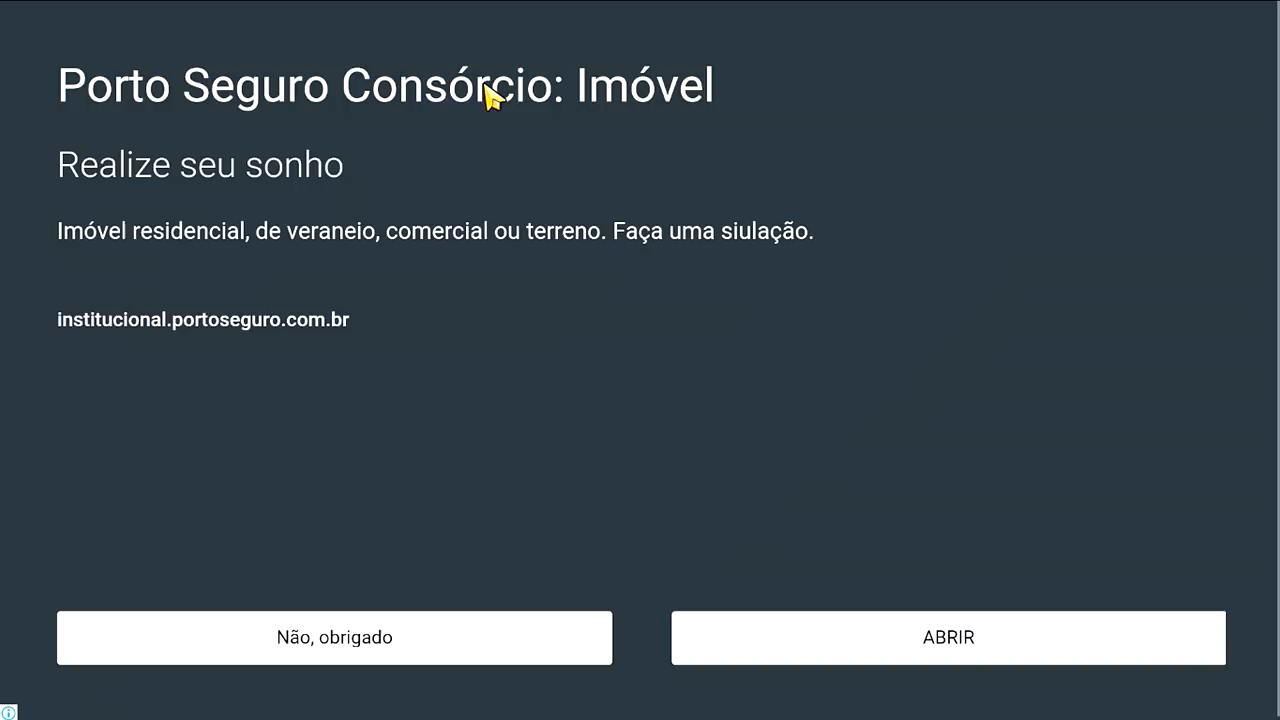 Porto Seguro Consórcio: Imóvel
Realize seu sonho
Imóvel residencial, de veraneio, comercial ou terreno. Faça uma siulação.
institucional.portoseguro.com.br
Não, obrigado
ABRIR